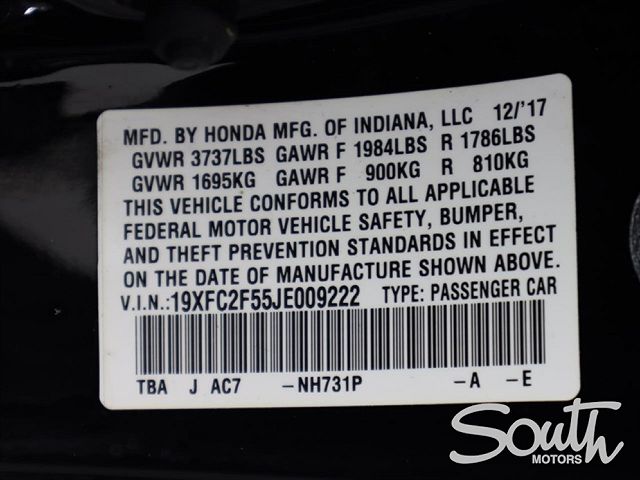 MFD. BY HONDA MFG. OF INDIANA, LLC 12/'17
GVWR 3737LBS GAWR F 1984LBS R 1786LBS
GVWR 1695KG GAWR F 900KG R 810KG
THIS VEHICLE CONFORMS TO ALL APPLICABLE
FEDERAL MOTOR VEHICLE SAFETY, BUMPER,
AND THEFT PREVENTION STANDARDS IN EFFECT
ON THE DATE OF MANUFACTURE SHOWN ABOVE.
V.I.N.:19XFC2F55JE009222 TYPE: PASSENGER CAR
TBA J AC7 -NH731P -A -E
South
MOTORS